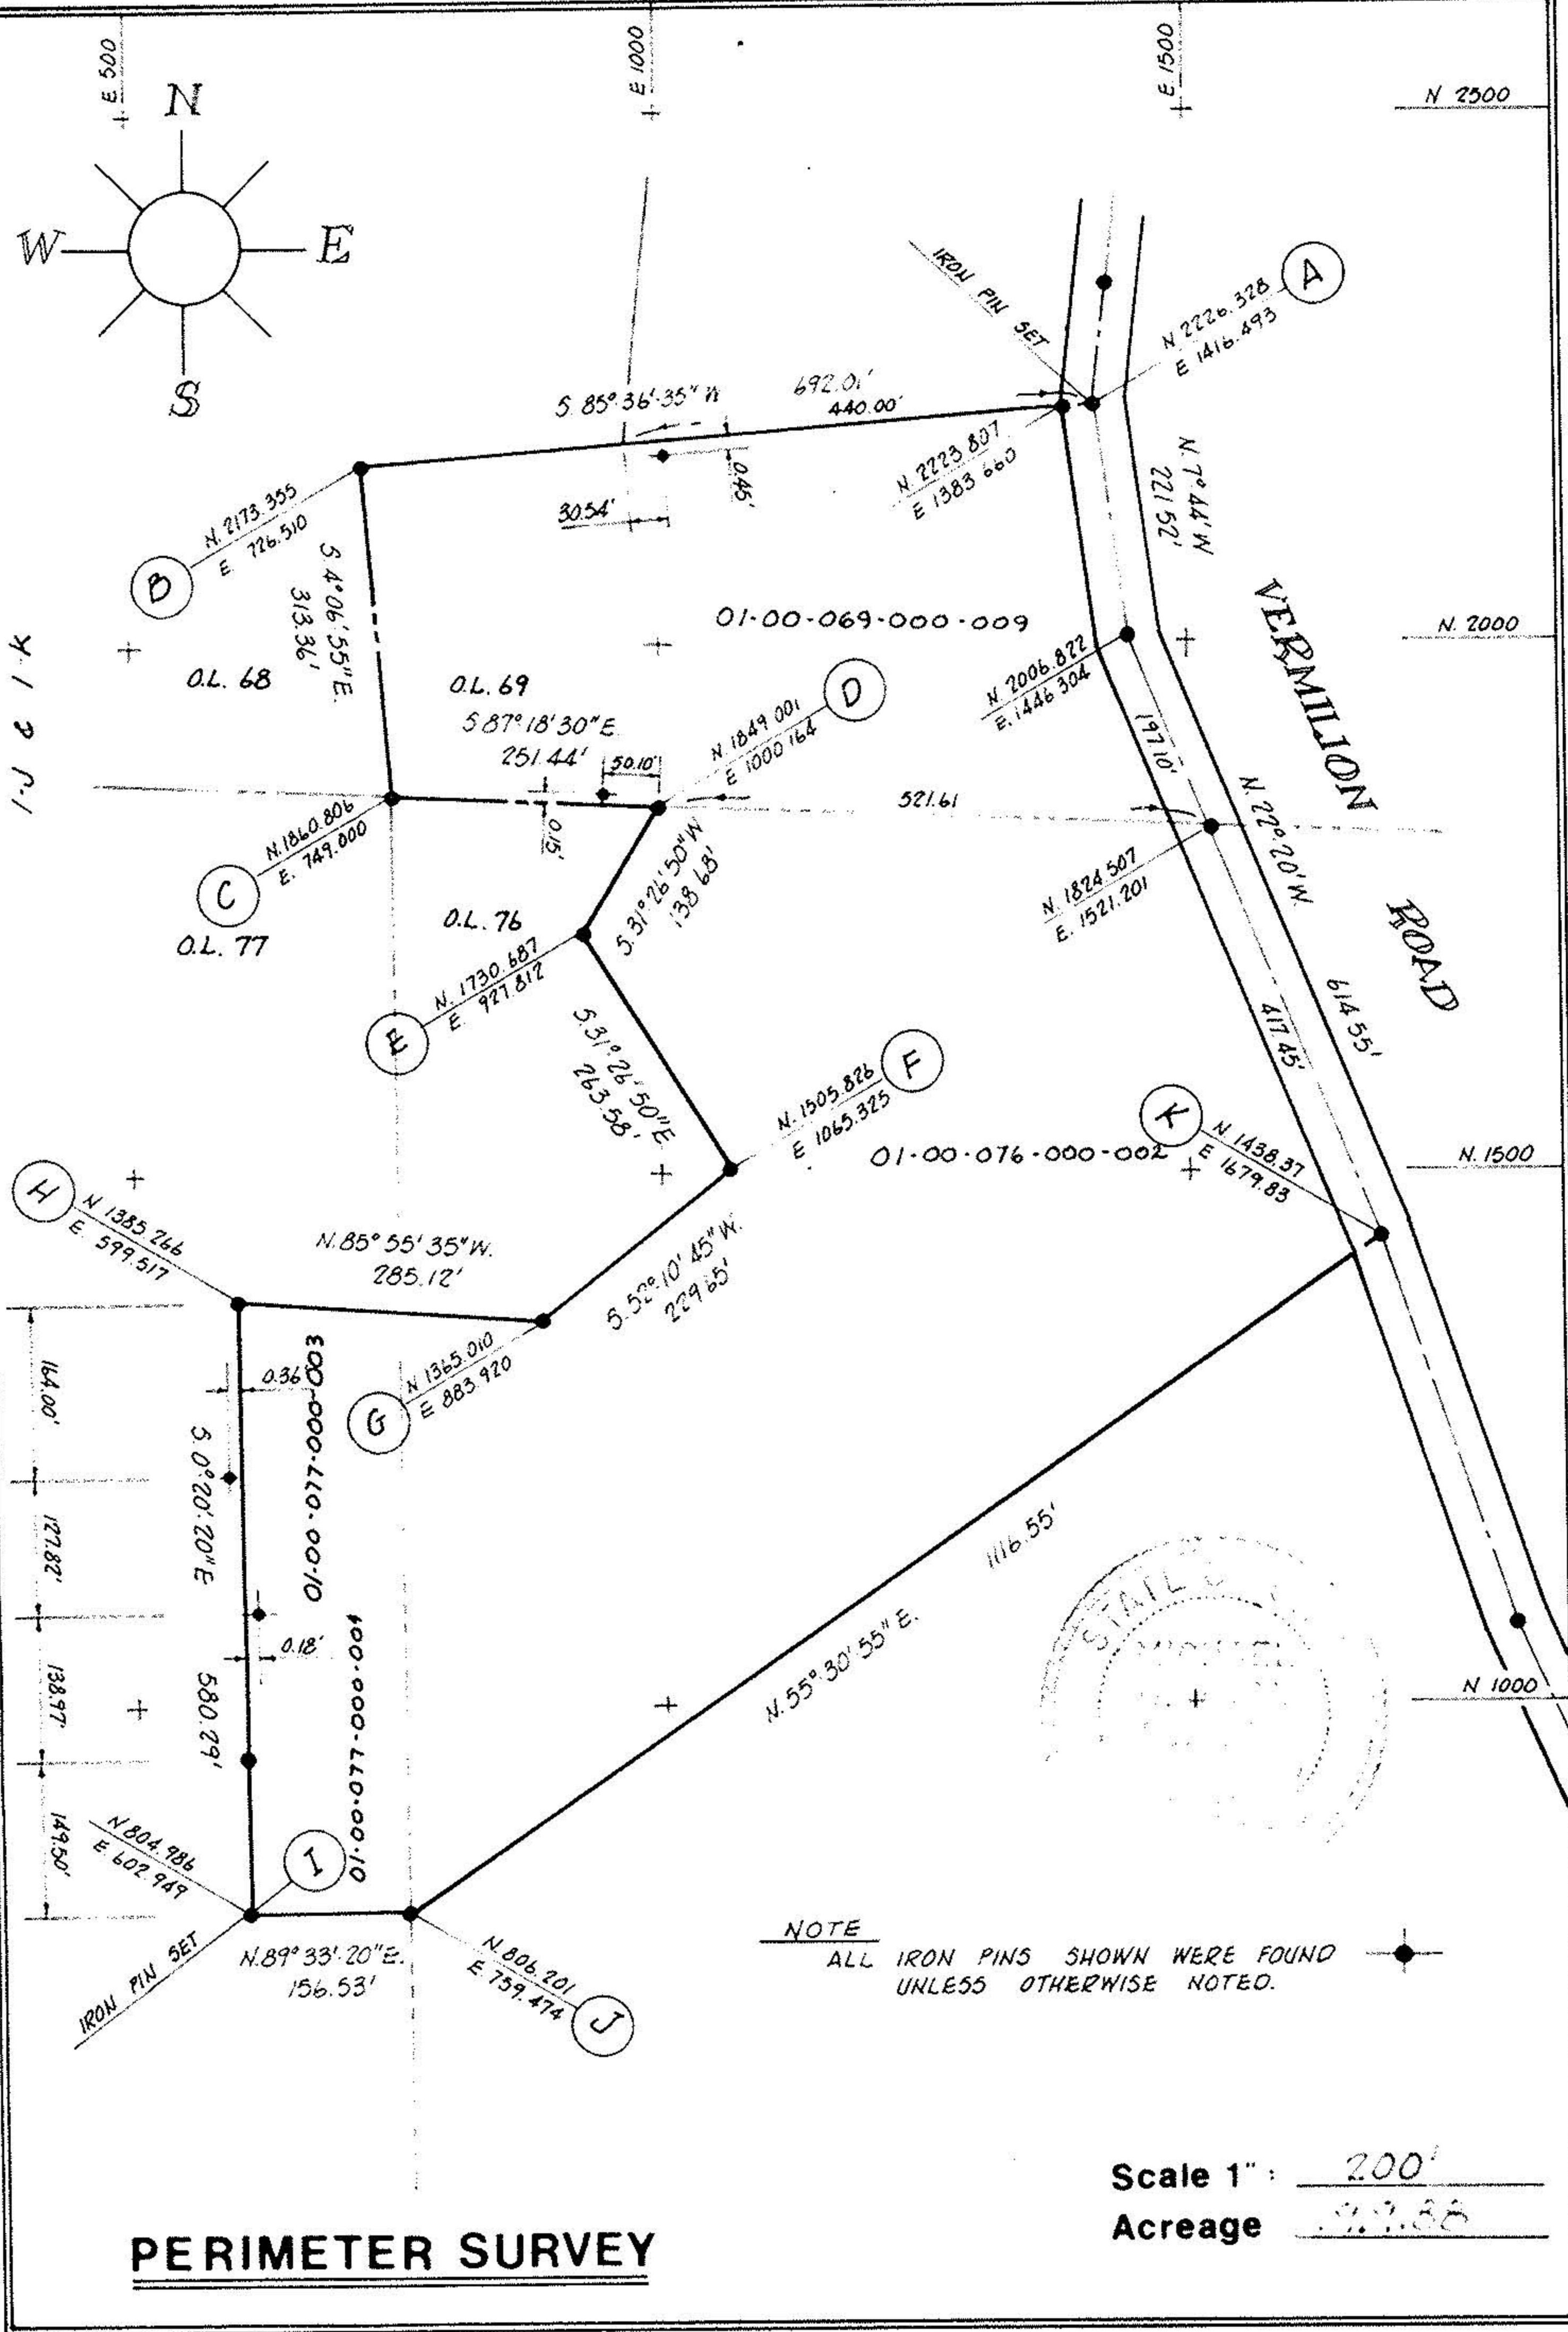 E 500
E 1000
E. 1500
N 2500
N
W
E
S
IRON PIN SET
A
N 2226.328
E 1416.493
S. 85° 36' 35" W
692.01'
440.00'
N. 2223.807
E 1383.660
0.45'
30.54'
N 7° 44' W
221.52'
N. 2173.355
E. 726.510
B
S 4° 06' 55" E.
313.36'
01-00-069-000-009
VERMILION
ROAD
N. 2000
O.L. 68
O.L. 69
S 87° 18' 30" E.
251.44'
50.10'
D
N 1849.001
E 1000.164
N. 2006.822
E. 1446.304
197.10'
1-J & 1-K
521.61
0.15'
N. 22° 20' W.
N. 1860.806
E. 749.000
C
O.L. 77
O.L. 76
S. 31° 26' 50" W
138.68'
N. 1824.507
E. 1521.201
N. 1730.687
E. 927.812
E
S. 31° 26' 50" E
263.58'
417.45'
614.55'
N. 1505.826
E 1065.325
F
K
N 1438.37
E 1679.83
01-00-076-000-002
N. 1500
H
N 1385.266
E. 599.517
N. 85° 55' 35" W.
285.12'
S. 52° 10' 45" W.
229.65'
N 1365.010
E 883.920
G
164.00'
0.36
01-00-077-000-003
S. 0° 20' 20" E
127.82'
1116.55'
N. 55° 30' 55" E.
0.18'
138.97'
580.29'
01-00-077-000-004
N 1000
149.50'
N 804.986
E. 602.949
I
IRON PIN SET
N. 89° 33' 20" E.
156.53'
N. 806.201
E 759.474
J
STATE
NOTE
ALL IRON PINS SHOWN WERE FOUND
UNLESS OTHERWISE NOTED.
Scale 1": 200'
Acreage
PERIMETER SURVEY